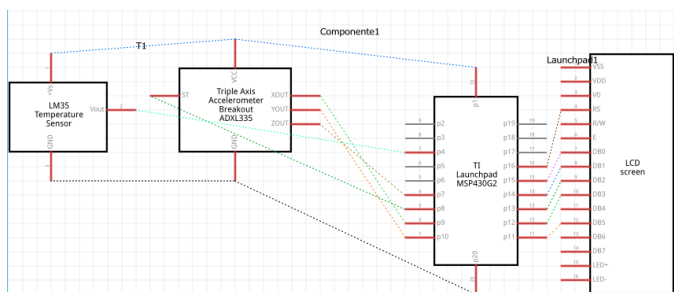 Componente1
T1
Launchpad1
+Vs
LM35
Temperature
Sensor
Vout
GND
VCC
ST
Triple Axis
Accelerometer
Breakout
ADXL335
XOUT
YOUT
ZOUT
GND
p1
p2
p3
p4
p5
p6
p7
p8
p9
p10
TI
Launchpad
MSP430G2
p19
p18
p17
p16
p15
p14
p13
p12
p11
p20
VSS
VDD
V0
RS
R/W
E
DB0
DB1
DB2
DB3
DB4
DB5
DB6
DB7
LED+
LED-
LCD
screen